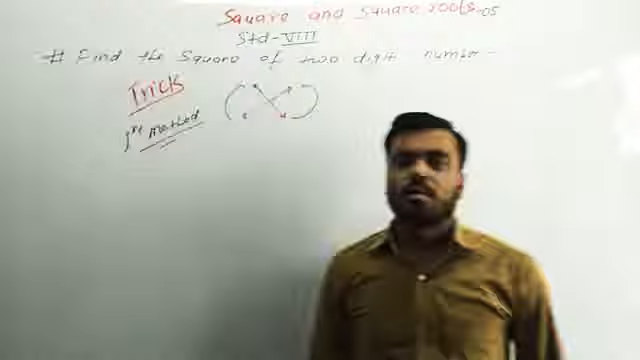 Square and Square roots-05
Std-VIII
# Find the Square of two digit number-
Trick
1st method